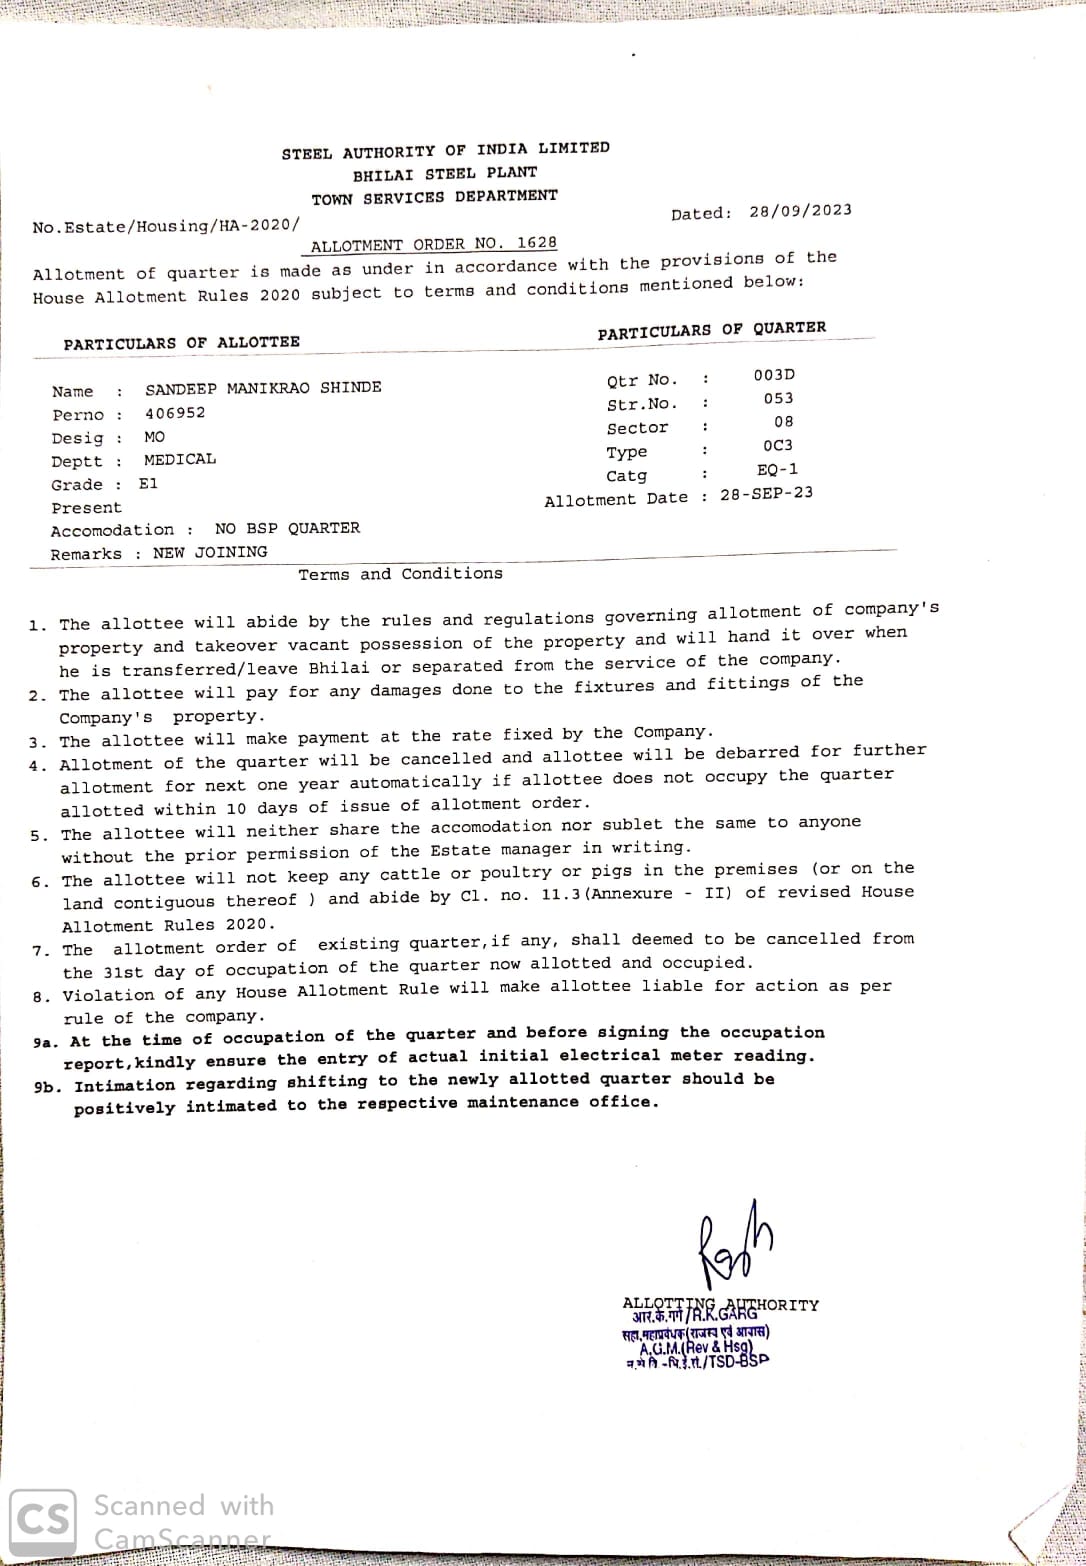 STEEL AUTHORITY OF INDIA LIMITED
BHILAI STEEL PLANT
TOWN SERVICES DEPARTMENT
No.Estate/Housing/HA-2020/ Dated: 28/09/2023
ALLOTMENT ORDER NO. 1628
Allotment of quarter is made as under in accordance with the provisions of the
House Allotment Rules 2020 subject to terms and conditions mentioned below:
PARTICULARS OF ALLOTTEE PARTICULARS OF QUARTER
Name : SANDEEP MANIKRAO SHINDE Qtr No. : 003D
Perno : 406952 Str.No. : 053
Desig : MO Sector : 08
Deptt : MEDICAL Type : 0C3
Grade : E1 Catg : EQ-1
Present Allotment Date : 28-SEP-23
Accomodation : NO BSP QUARTER
Remarks : NEW JOINING
Terms and Conditions
1. The allottee will abide by the rules and regulations governing allotment of company's
property and takeover vacant possession of the property and will hand it over when
he is transferred/leave Bhilai or separated from the service of the company.
2. The allottee will pay for any damages done to the fixtures and fittings of the
Company's property.
3. The allottee will make payment at the rate fixed by the Company.
4. Allotment of the quarter will be cancelled and allottee will be debarred for further
allotment for next one year automatically if allottee does not occupy the quarter
allotted within 10 days of issue of allotment order.
5. The allottee will neither share the accomodation nor sublet the same to anyone
without the prior permission of the Estate manager in writing.
6. The allottee will not keep any cattle or poultry or pigs in the premises (or on the
land contiguous thereof ) and abide by Cl. no. 11.3(Annexure - II) of revised House
Allotment Rules 2020.
7. The allotment order of existing quarter,if any, shall deemed to be cancelled from
the 31st day of occupation of the quarter now allotted and occupied.
8. Violation of any House Allotment Rule will make allottee liable for action as per
rule of the company.
9a. At the time of occupation of the quarter and before signing the occupation
report,kindly ensure the entry of actual initial electrical meter reading.
9b. Intimation regarding shifting to the newly allotted quarter should be
positively intimated to the respective maintenance office.
ALLOTTING AUTHORITY
आर.के.गर्ग/R.K.GARG
सहा.महाप्रबंधक(राजस्व एवं आवास)
A.G.M.(Rev & Hsg)
/TSD-BSP
CS Scanned with
CamScanner